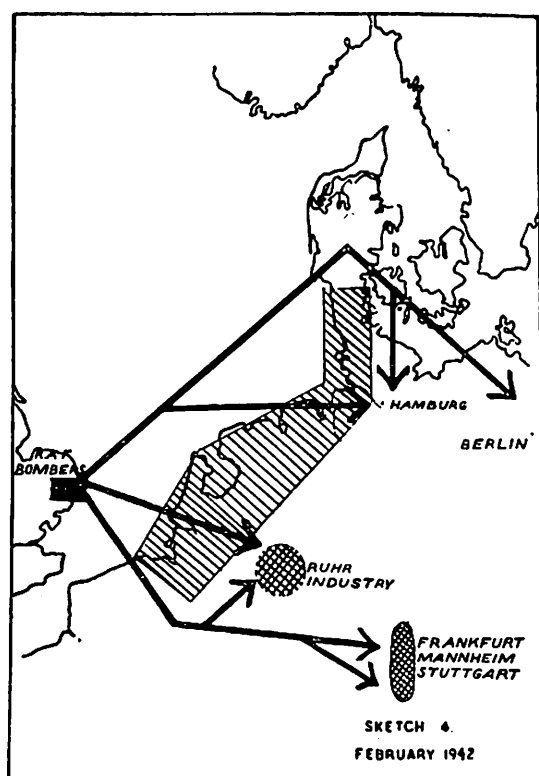 HAMBURG
BERLIN
R.A.F.
BOMBERS
RUHR
INDUSTRY
FRANKFURT
MANNHEIM
STUTTGART
SKETCH 4.
FEBRUARY 1942